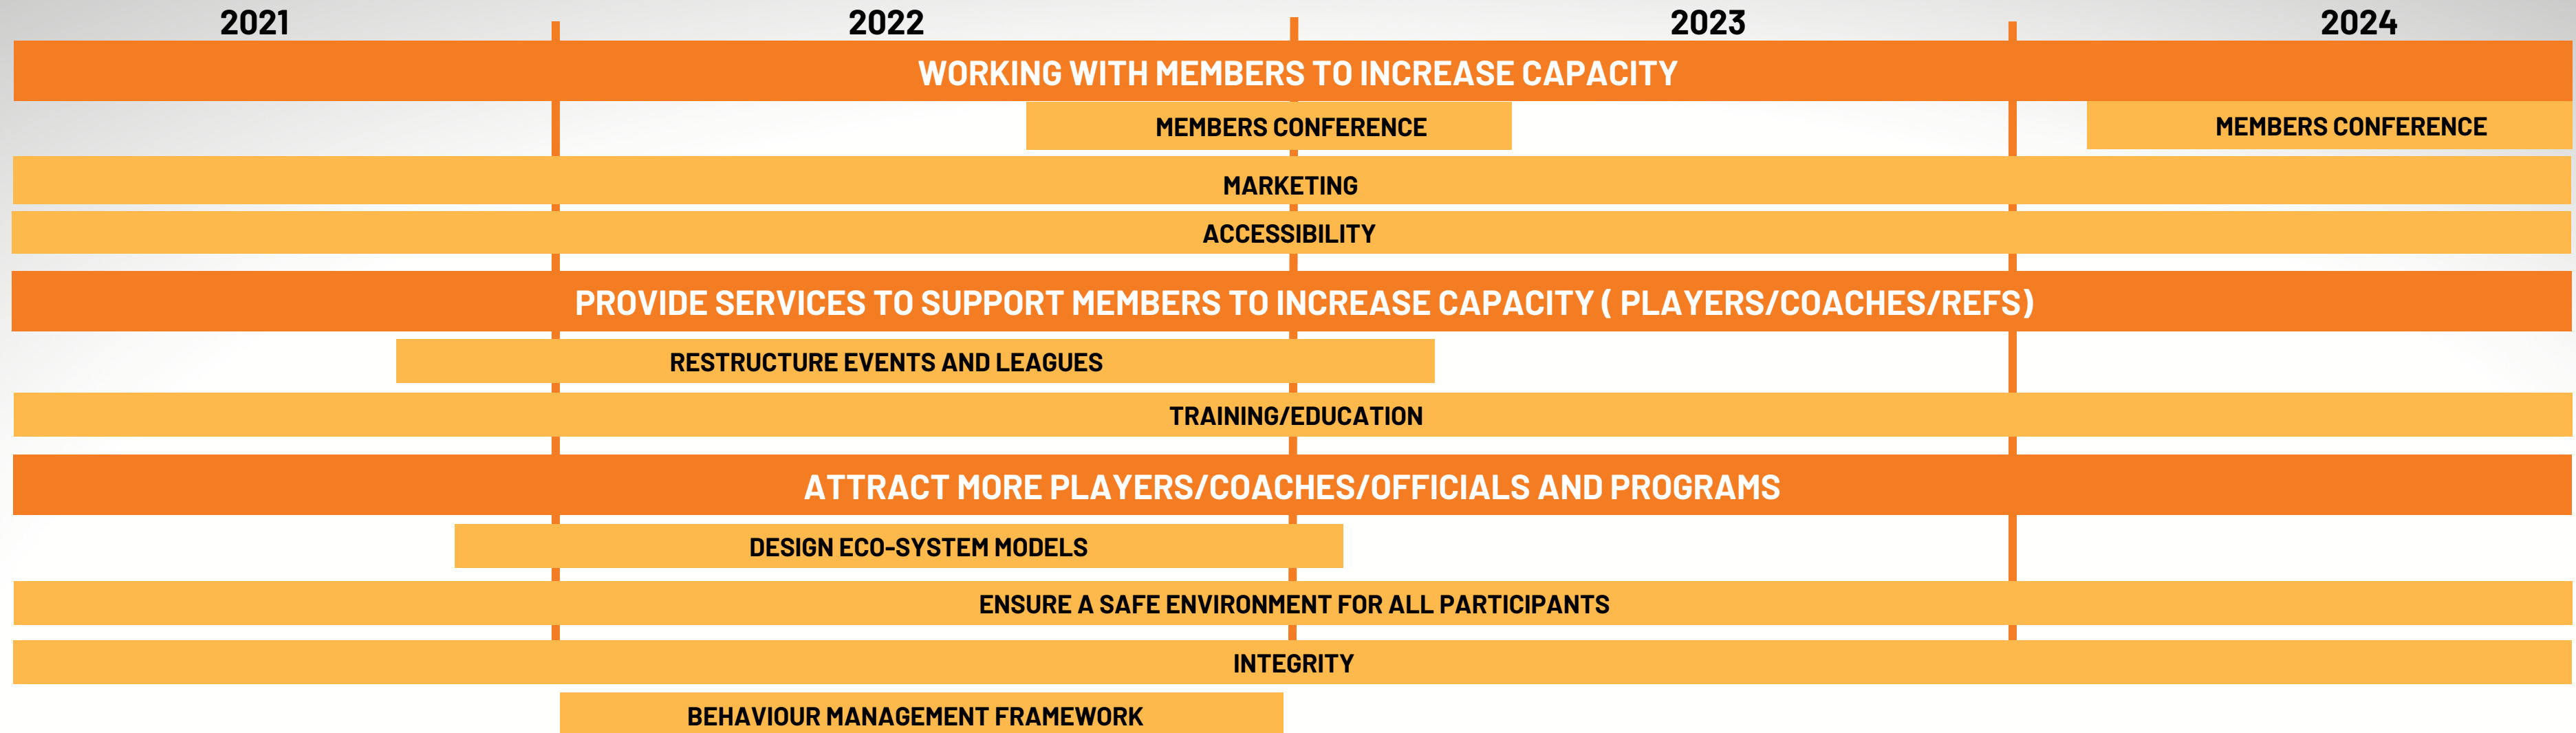 2021 2022 2023 2024
WORKING WITH MEMBERS TO INCREASE CAPACITY
MEMBERS CONFERENCE MEMBERS CONFERENCE
MARKETING
ACCESSIBILITY
PROVIDE SERVICES TO SUPPORT MEMBERS TO INCREASE CAPACITY ( PLAYERS/COACHES/REFS)
RESTRUCTURE EVENTS AND LEAGUES
TRAINING/EDUCATION
ATTRACT MORE PLAYERS/COACHES/OFFICIALS AND PROGRAMS
DESIGN ECO-SYSTEM MODELS
ENSURE A SAFE ENVIRONMENT FOR ALL PARTICIPANTS
INTEGRITY
BEHAVIOUR MANAGEMENT FRAMEWORK